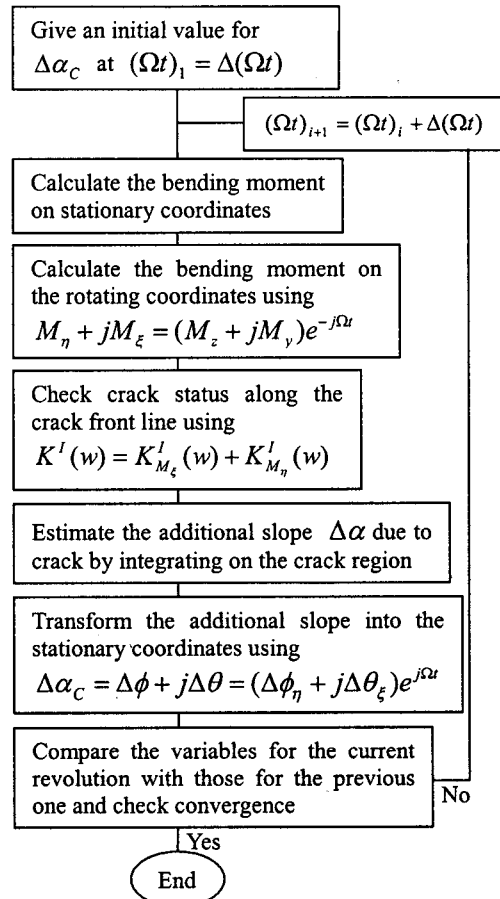 Give an initial value for
Δα_C at (Ωt)₁ = Δ(Ωt)
(Ωt)ᵢ₊₁ = (Ωt)ᵢ + Δ(Ωt)
Calculate the bending moment
on stationary coordinates
Calculate the bending moment on
the rotating coordinates using
M_η + jM_ξ = (M_z + jM_y)e^{-jΩt}
Check crack status along the
crack front line using
K^I(w) = K^I_{M_ξ}(w) + K^I_{M_η}(w)
Estimate the additional slope Δα due to
crack by integrating on the crack region
Transform the additional slope into the
stationary coordinates using
Δα_C = Δϕ + jΔθ = (Δϕ_η + jΔθ_ξ)e^{jΩt}
Compare the variables for the current
revolution with those for the previous
one and check convergence
No
Yes
End